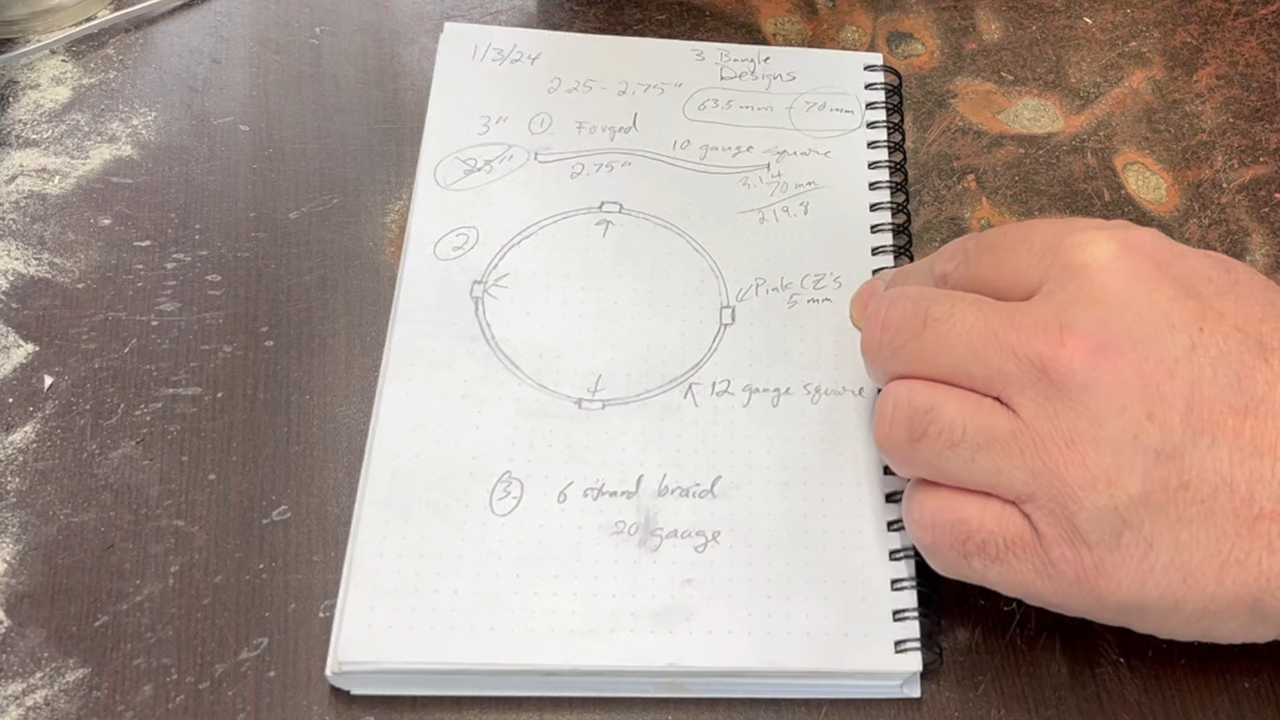 1/3/24
3 Bangle
Designs
2.25 - 2.75"
63.5 mm - 70 mm
3" 1. Forged
10 gauge square
2.5"
2.75"
3.14
70 mm
219.8
2
Pink CZ's
5 mm
12 gauge square
3. 6 strand braid
20 gauge